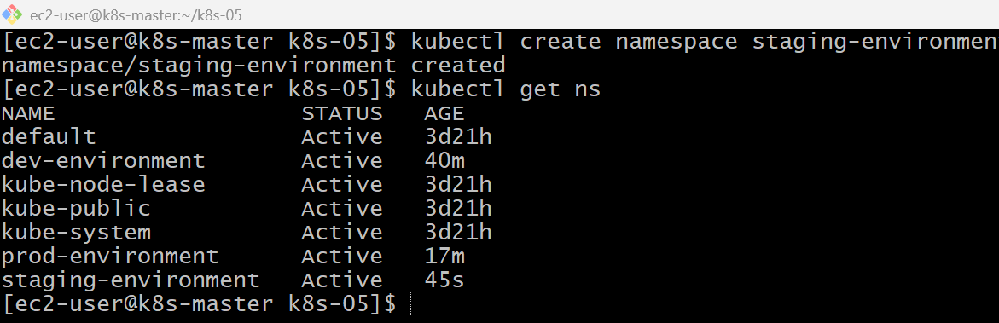 ec2-user@k8s-master:~/k8s-05
[ec2-user@k8s-master k8s-05]$ kubectl create namespace staging-environmen
namespace/staging-environment created
[ec2-user@k8s-master k8s-05]$ kubectl get ns
NAME STATUS AGE
default Active 3d21h
dev-environment Active 40m
kube-node-lease Active 3d21h
kube-public Active 3d21h
kube-system Active 3d21h
prod-environment Active 17m
staging-environment Active 45s
[ec2-user@k8s-master k8s-05]$